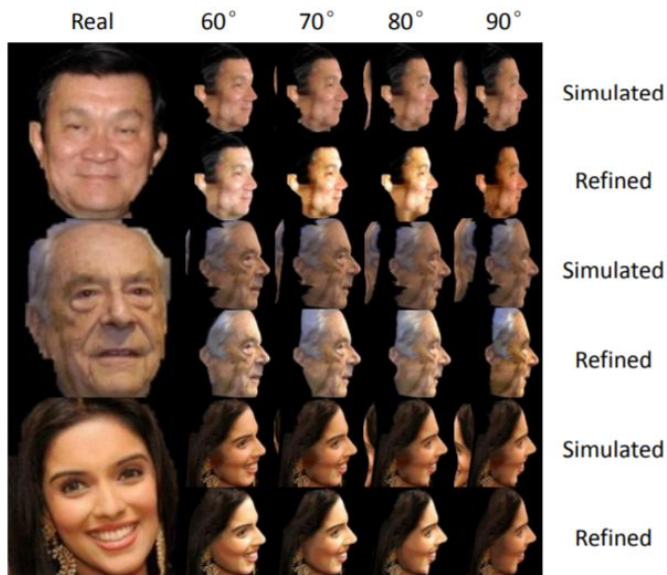 Real 60° 70° 80° 90°
Simulated
Refined
Simulated
Refined
Simulated
Refined